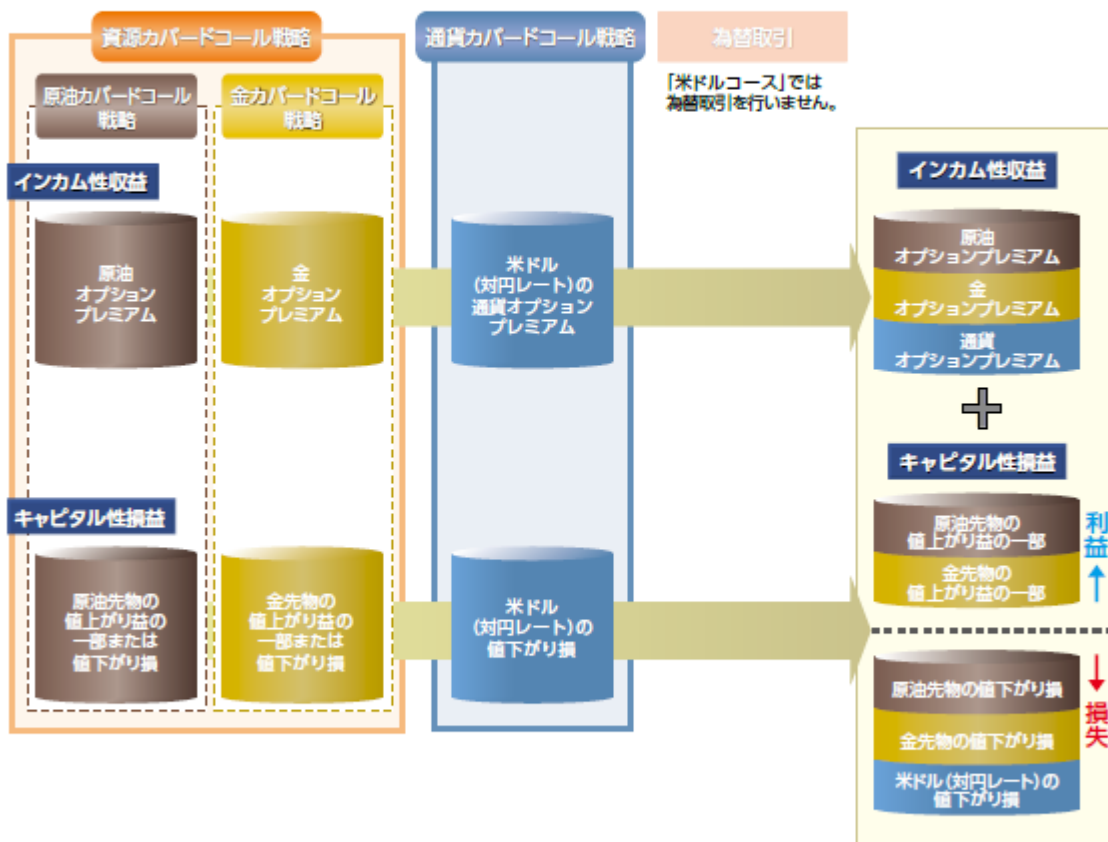 資源カバードコール戦略
通貨カバードコール戦略
為替取引
「米ドルコース」では
為替取引を行いません。
原油カバードコール
戦略
金カバードコール
戦略
インカム性収益
原油
オプション
プレミアム
金
オプション
プレミアム
米ドル
(対円レート)の
通貨オプション
プレミアム
インカム性収益
原油
オプションプレミアム
金
オプションプレミアム
通貨
オプションプレミアム
キャピタル性損益
原油先物の
値上がり益の
一部または
値下がり損
金先物の
値上がり益の
一部または
値下がり損
米ドル
(対円レート)の
値下がり損
キャピタル性損益
原油先物の
値上がり益の一部
金先物の
値上がり益の一部
利益
原油先物の値下がり損
金先物の値下がり損
米ドル(対円レート)の
値下がり損
損失